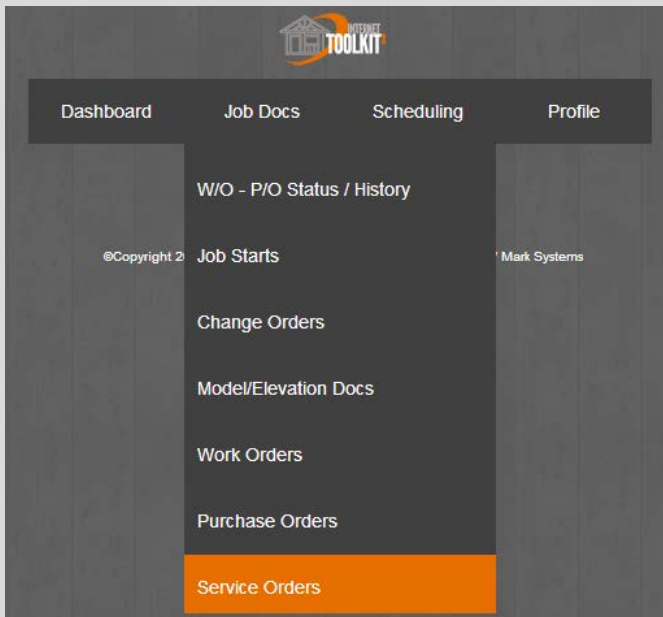 INTERNET
TOOLKIT
Dashboard Job Docs Scheduling Profile
W/O - P/O Status / History
©Copyright Job Starts Mark Systems
Change Orders
Model/Elevation Docs
Work Orders
Purchase Orders
Service Orders